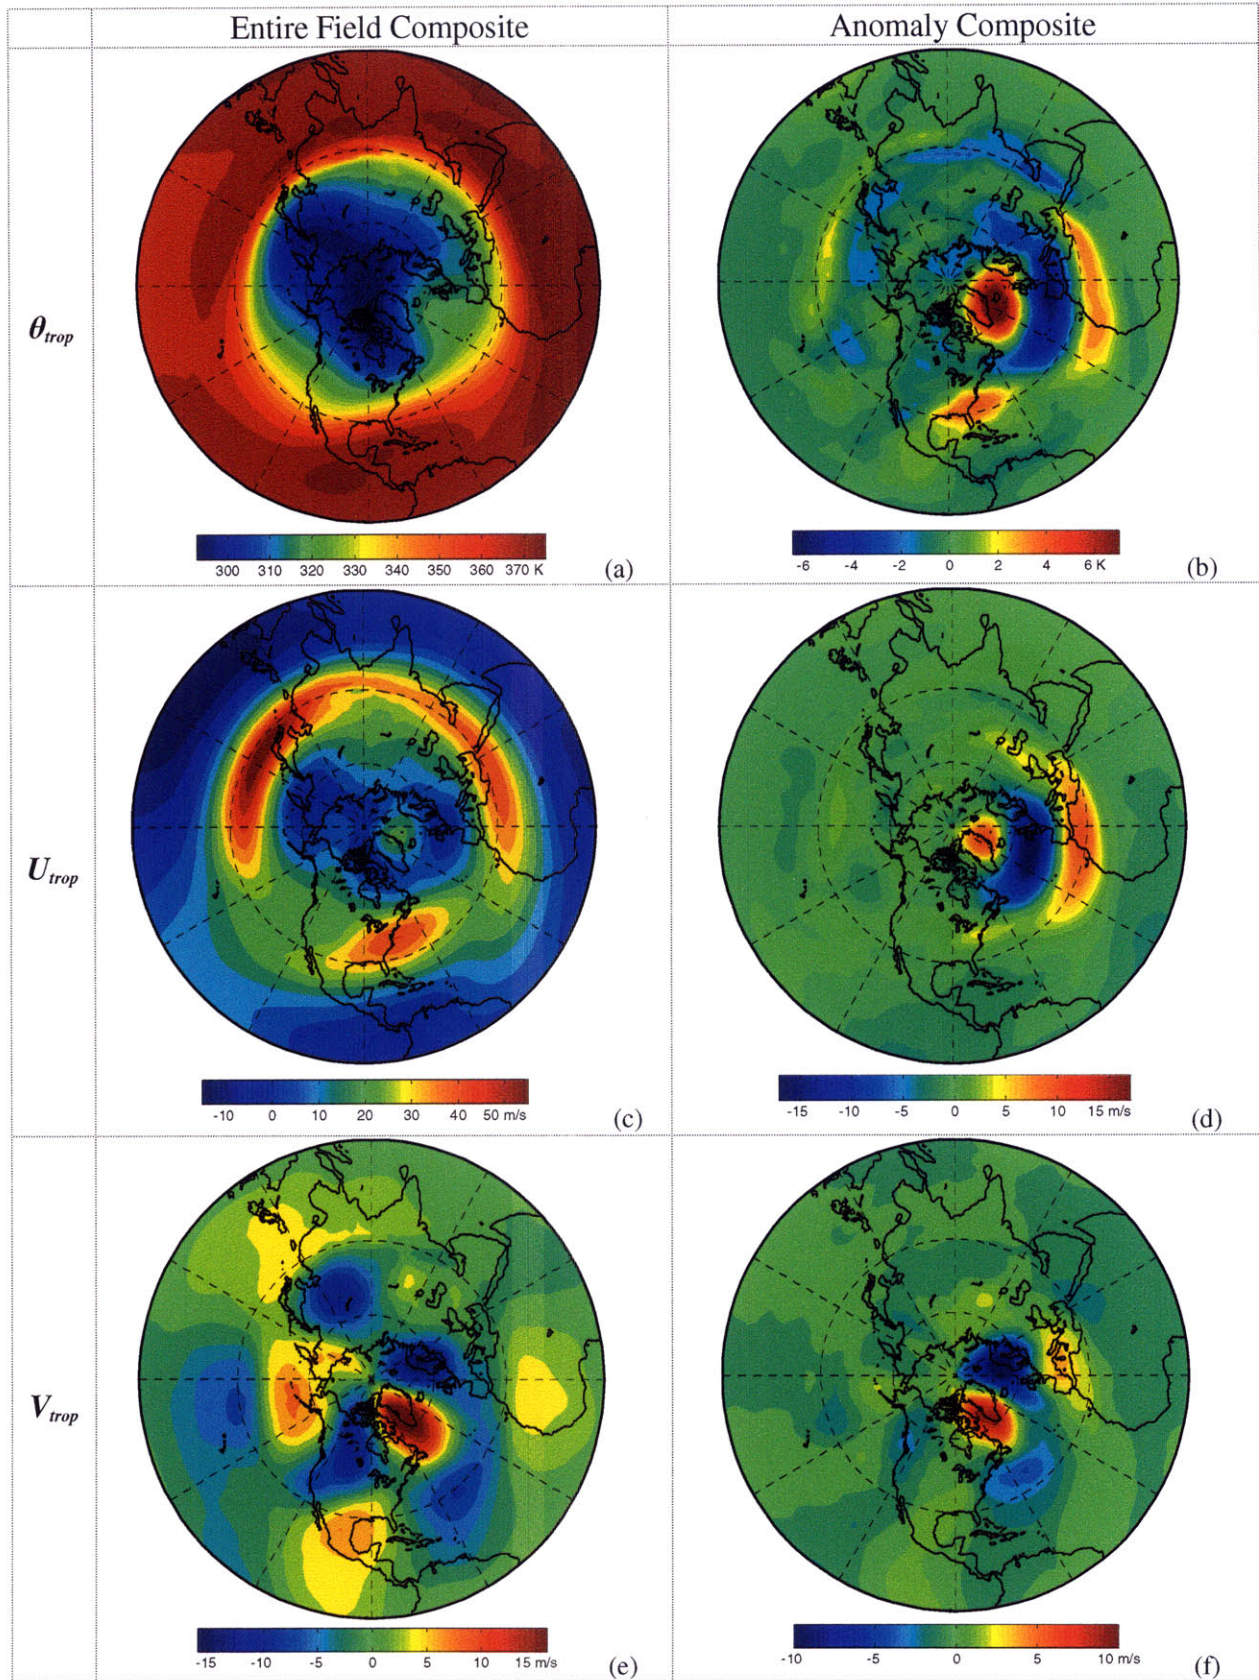 Entire Field Composite
Anomaly Composite
θtrop
300 310 320 330 340 350 360 370 K
(a)
-6 -4 -2 0 2 4 6 K
(b)
Utrop
-10 0 10 20 30 40 50 m/s
(c)
-15 -10 -5 0 5 10 15 m/s
(d)
Vtrop
-15 -10 -5 0 5 10 15 m/s
(e)
-10 -5 0 5 10 m/s
(f)